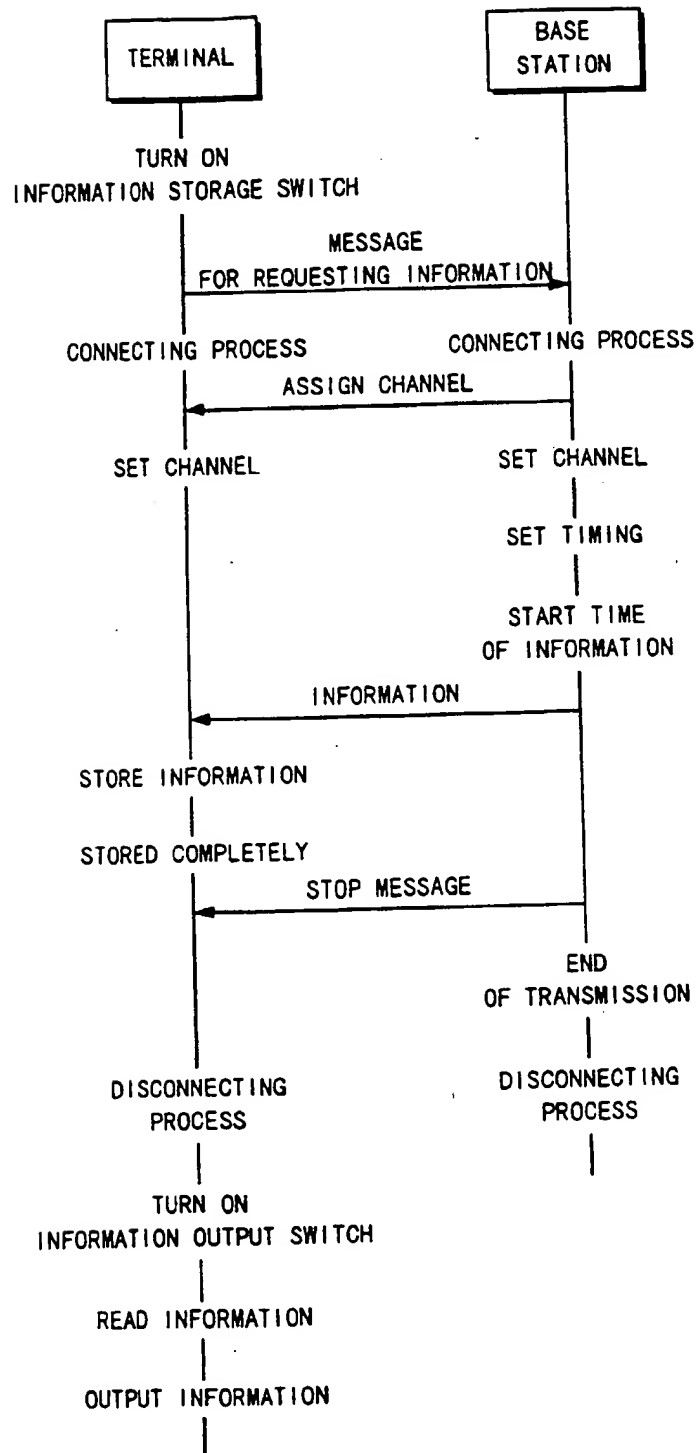 TERMINAL
BASE
STATION
TURN ON
INFORMATION STORAGE SWITCH
MESSAGE
FOR REQUESTING INFORMATION
CONNECTING PROCESS
CONNECTING PROCESS
ASSIGN CHANNEL
SET CHANNEL
SET CHANNEL
SET TIMING
START TIME
OF INFORMATION
INFORMATION
STORE INFORMATION
STORED COMPLETELY
STOP MESSAGE
END
OF TRANSMISSION
DISCONNECTING
PROCESS
DISCONNECTING
PROCESS
TURN ON
INFORMATION OUTPUT SWITCH
READ INFORMATION
OUTPUT INFORMATION